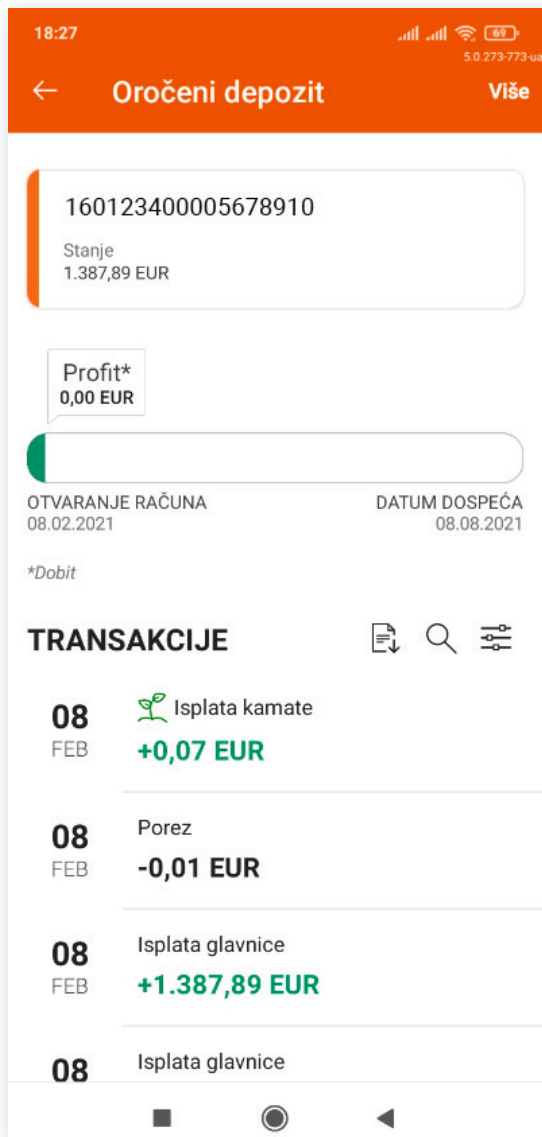 18:27
69
5.0.273-773-ua
Oročeni depozit
Više
160123400005678910
Stanje
1.387,89 EUR
Profit*
0,00 EUR
OTVARANJE RAČUNA
DATUM DOSPEĆA
08.02.2021
08.08.2021
*Dobit
TRANSAKCIJE
08
Isplata kamate
FEB
+0,07 EUR
08
Porez
FEB
-0,01 EUR
08
Isplata glavnice
FEB
+1.387,89 EUR
08
Isplata glavnice